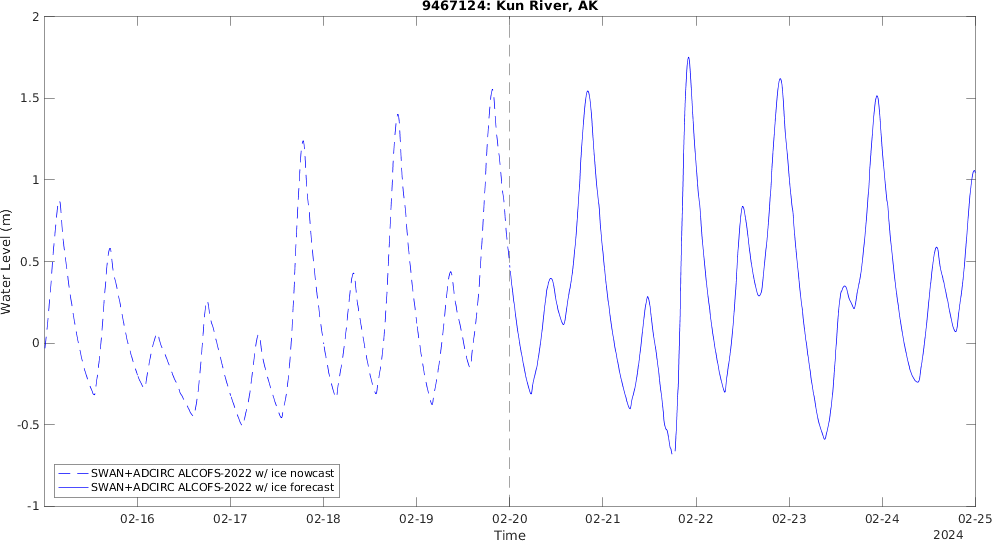 9467124: Kun River, AK
2
1.5
1
0.5
0
-0.5
-1
Water Level (m)
SWAN+ADCIRC ALCOFS-2022 w/ ice nowcast
SWAN+ADCIRC ALCOFS-2022 w/ ice forecast
02-16 02-17 02-18 02-19 02-20 02-21 02-22 02-23 02-24 02-25
Time
2024